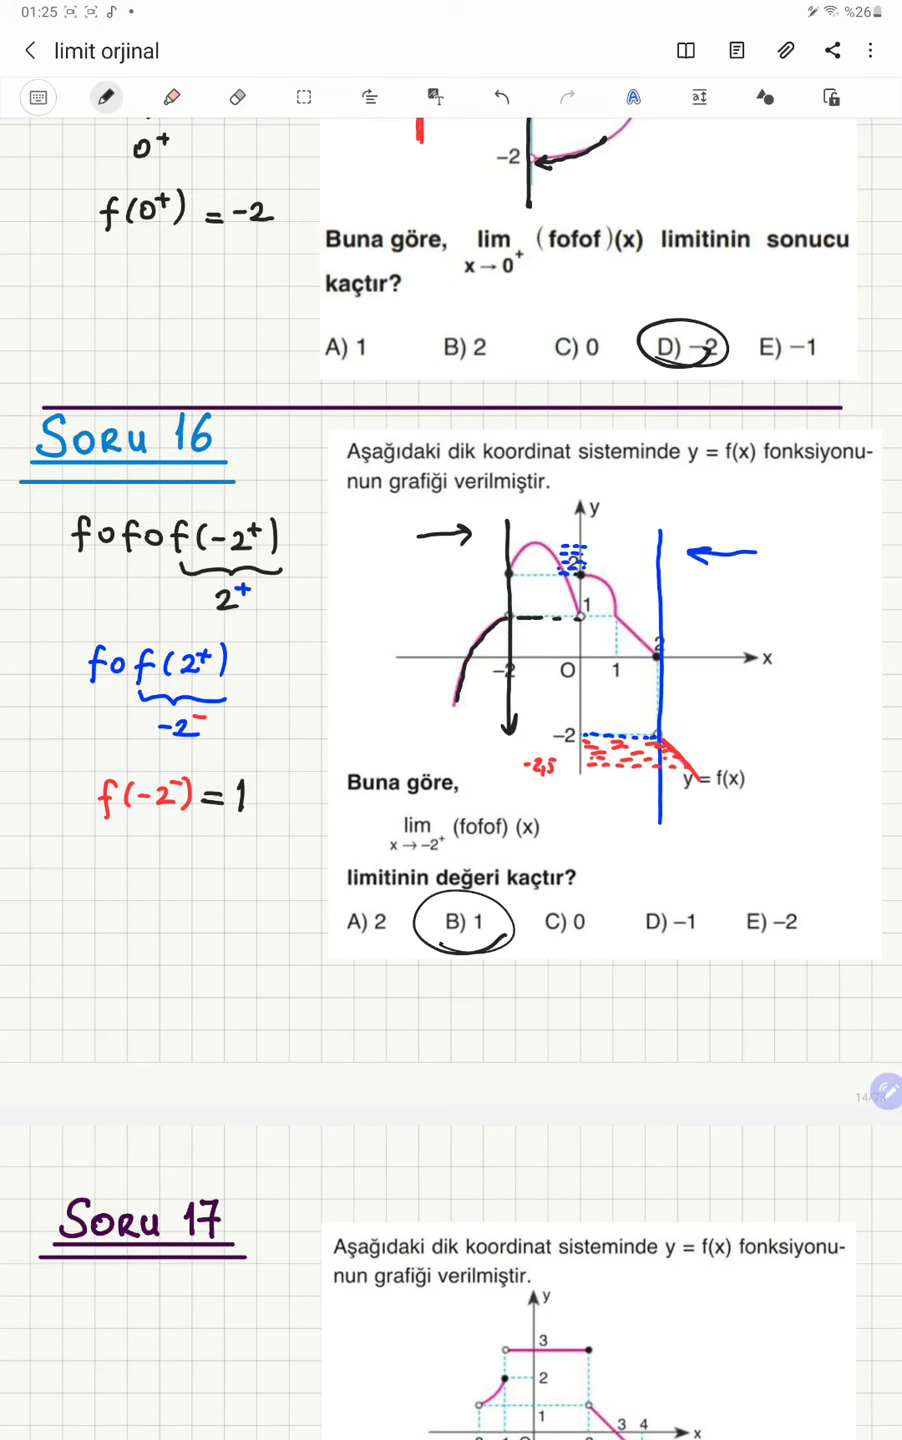 01:25
%26
limit orjinal
0⁺
f(0⁺) = -2
-2
Buna göre, lim (fofof)(x) limitinin sonucu
x → 0⁺
kaçtır?
A) 1 B) 2 C) 0 D) -2 E) -1
SORU 16
Aşağıdaki dik koordinat sisteminde y = f(x) fonksiyonu-
nun grafiği verilmiştir.
fofof(-2⁺)
2⁺
fof(2⁺)
-2⁻
f(-2⁻) = 1
y
2
1
-2 O 1 2 x
-2
-2,5
y = f(x)
Buna göre,
lim (fofof) (x)
x → -2⁺
limitinin değeri kaçtır?
A) 2 B) 1 C) 0 D) -1 E) -2
SORU 17
Aşağıdaki dik koordinat sisteminde y = f(x) fonksiyonu-
nun grafiği verilmiştir.
y
3
2
1
3 4 x